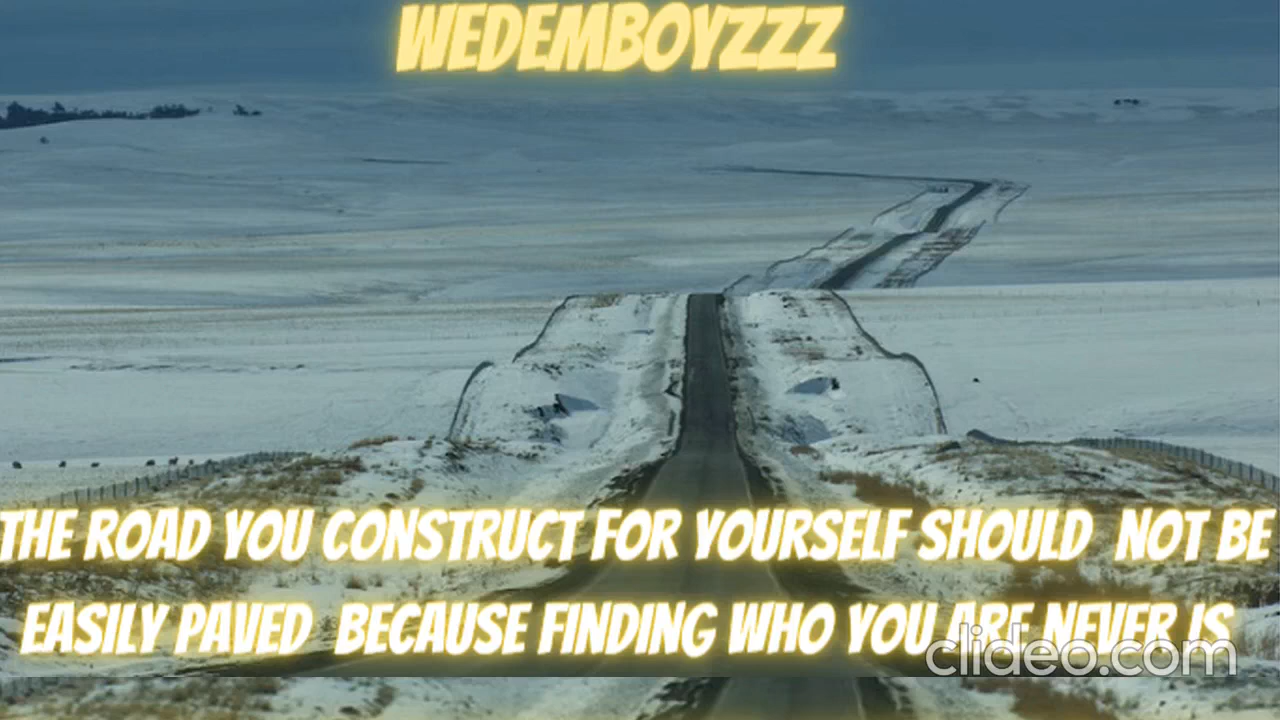 WEDEMBOYZZZ
THE ROAD YOU CONSTRUCT FOR YOURSELF SHOULD NOT BE
EASILY PAVED BECAUSE FINDING WHO YOU ARE NEVER IS
clideo.com